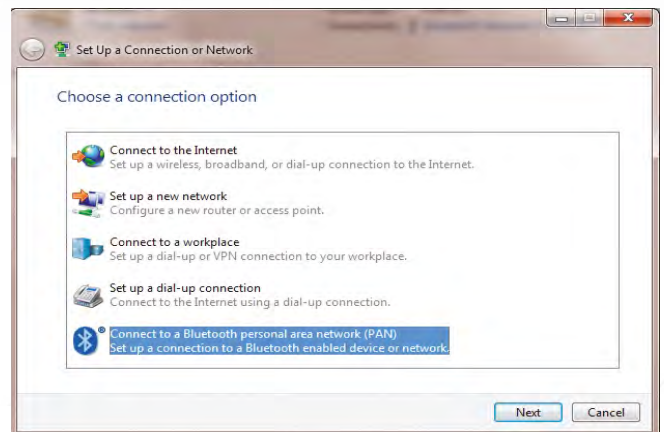 Set Up a Connection or Network
Choose a connection option
Connect to the Internet
Set up a wireless, broadband, or dial-up connection to the Internet.
Set up a new network
Configure a new router or access point.
Connect to a workplace
Set up a dial-up or VPN connection to your workplace.
Set up a dial-up connection
Connect to the Internet using a dial-up connection.
Connect to a Bluetooth personal area network (PAN)
Set up a connection to a Bluetooth enabled device or network.
Next Cancel